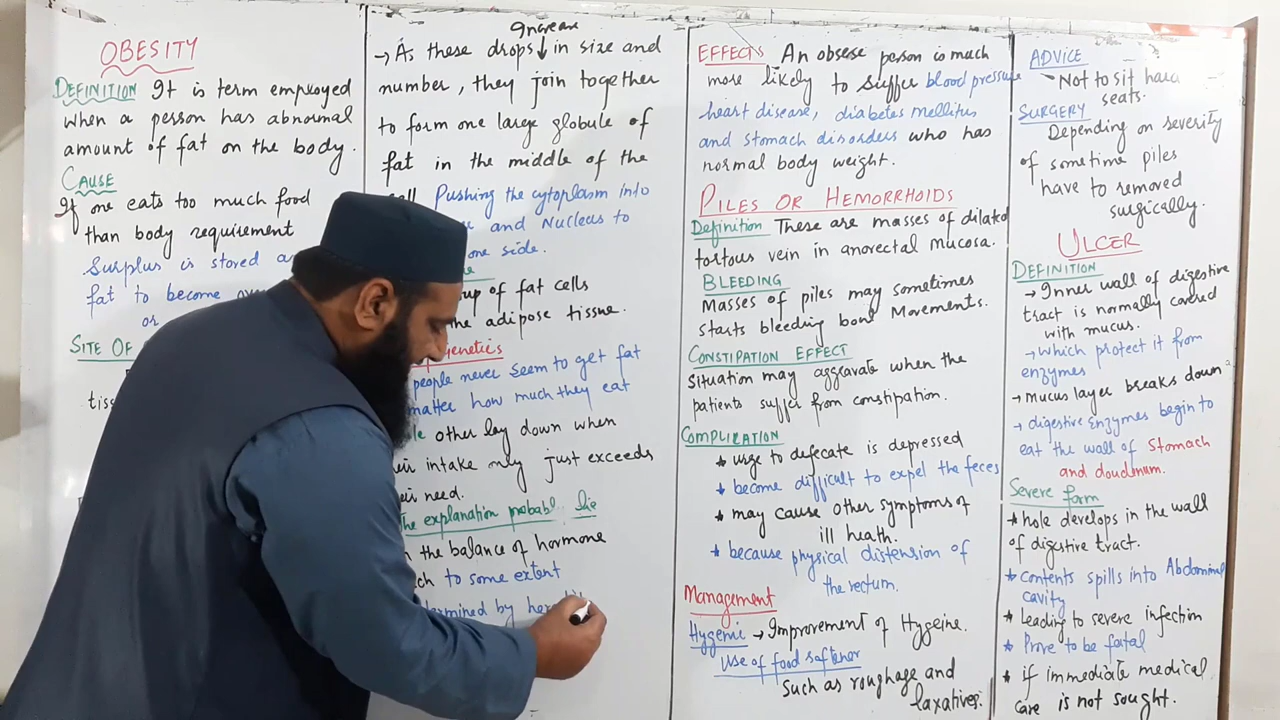 OBESITY
DEFINITION It is term employed
when a person has abnormal
amount of fat on the body.
CAUSE
If one eats too much food
than body requirement
Surplus is stored
fat to become
or
SITE OF
Increase
→ As these drops ↓ in size and
number, they join together
to form one large globule of
fat in the middle of the
Pushing the cytoplasm into
and Nucleus to
one side.
of fat cells
adipose tissue.
Genetics
people never seem to get fat
matter how much they eat
other lay down when
intake may just exceeds
need.
The explanation probabl. lie
the balance of hormone
to some extent
by
EFFECTS An obsese person is much
more likely to suffer blood pressure
heart disease, diabetes mellitus
and stomach disorders who has
normal body weight.
PILES OR HEMORRHOIDS
Definition These are masses of dilated
tortous vein in anorectal mucosa.
BLEEDING
Masses of piles may sometimes
starts bleeding bowl Movements.
CONSTIPATION EFFECT
Situation may aggravate when the
patients suffer from constipation.
COMPLICATION
* urge to defecate is depressed
* become difficult to expel the feces
* may cause other symptoms of
ill heath.
* because physical distension of
the rectum.
Management
Hygenic → Improvement of Hygeine.
Use of food softener
Such as roughage and
laxatives.
ADVICE
- Not to sit hard
seats.
SURGERY
Depending on severity
of sometime piles
have to removed
surgically.
ULCER
DEFINITION
→ Inner wall of digestive
tract is normally covered
with mucus.
→ which protect it from
enzymes
→ Mucus layer breaks down
→ digestive enzymes begin to
eat the wall of Stomach
and doudenum.
Severe form
* hole develops in the wall
of digestive tract.
* Contents spills into Abdominal
cavity
* Leading to severe infection
* Prove to be fatal
* if immediate medical
care is not sought.